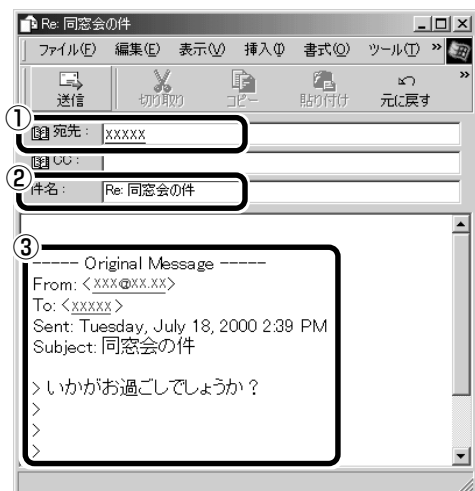 Re: 同窓会の件
ファイル(F) 編集(E) 表示(V) 挿入(I) 書式(O) ツール(T) »
送信 切り取り コピー 貼り付け 元に戻す »
①
宛先: xxxxx
CC:
②
件名: Re: 同窓会の件
③
----- Original Message -----
From: <xxx@xx.xx>
To: <xxxxx>
Sent: Tuesday, July 18, 2000 2:39 PM
Subject: 同窓会の件
> いかがお過ごしでしょうか？
>
>
>